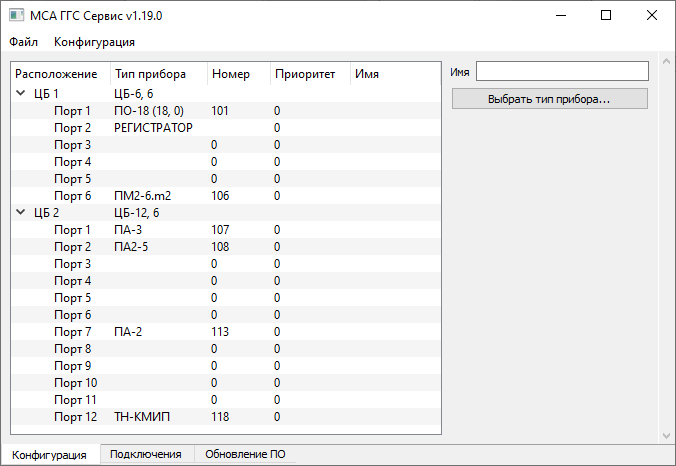 МСА ГГС Сервис v1.19.0
Файл Конфигурация
Расположение Тип прибора Номер Приоритет Имя
ЦБ 1 ЦБ-6, 6
Порт 1 ПО-18 (18, 0) 101 0
Порт 2 РЕГИСТРАТОР 0
Порт 3 0 0
Порт 4 0 0
Порт 5 0 0
Порт 6 ПМ2-6.m2 106 0
ЦБ 2 ЦБ-12, 6
Порт 1 ПА-3 107 0
Порт 2 ПА2-5 108 0
Порт 3 0 0
Порт 4 0 0
Порт 5 0 0
Порт 6 0 0
Порт 7 ПА-2 113 0
Порт 8 0 0
Порт 9 0 0
Порт 10 0 0
Порт 11 0 0
Порт 12 ТН-КМИП 118 0
Имя
Выбрать тип прибора...
Конфигурация Подключения Обновление ПО